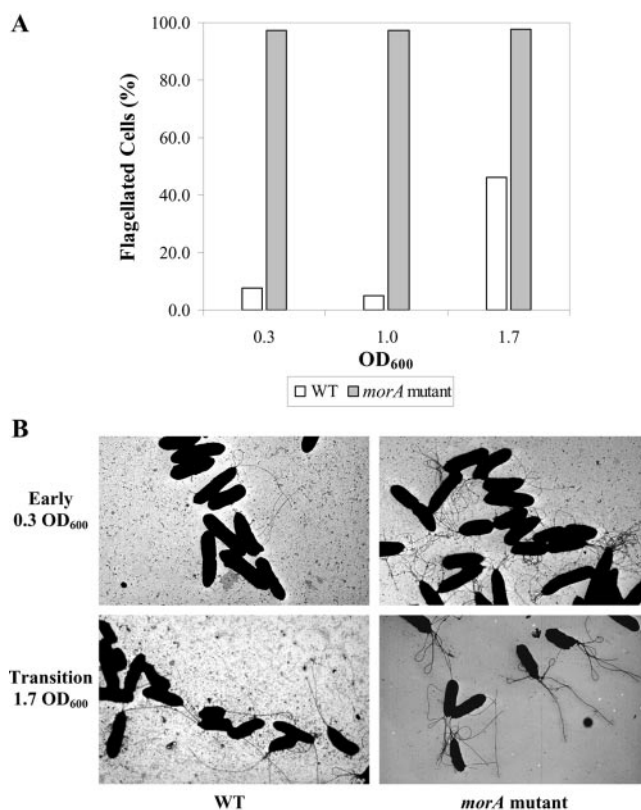 A
100.0
80.0
60.0
40.0
20.0
0.0
Flagellated Cells (%)
0.3 1.0 1.7
OD600
WT morA mutant
B
Early
0.3 OD600
Transition
1.7 OD600
WT morA mutant